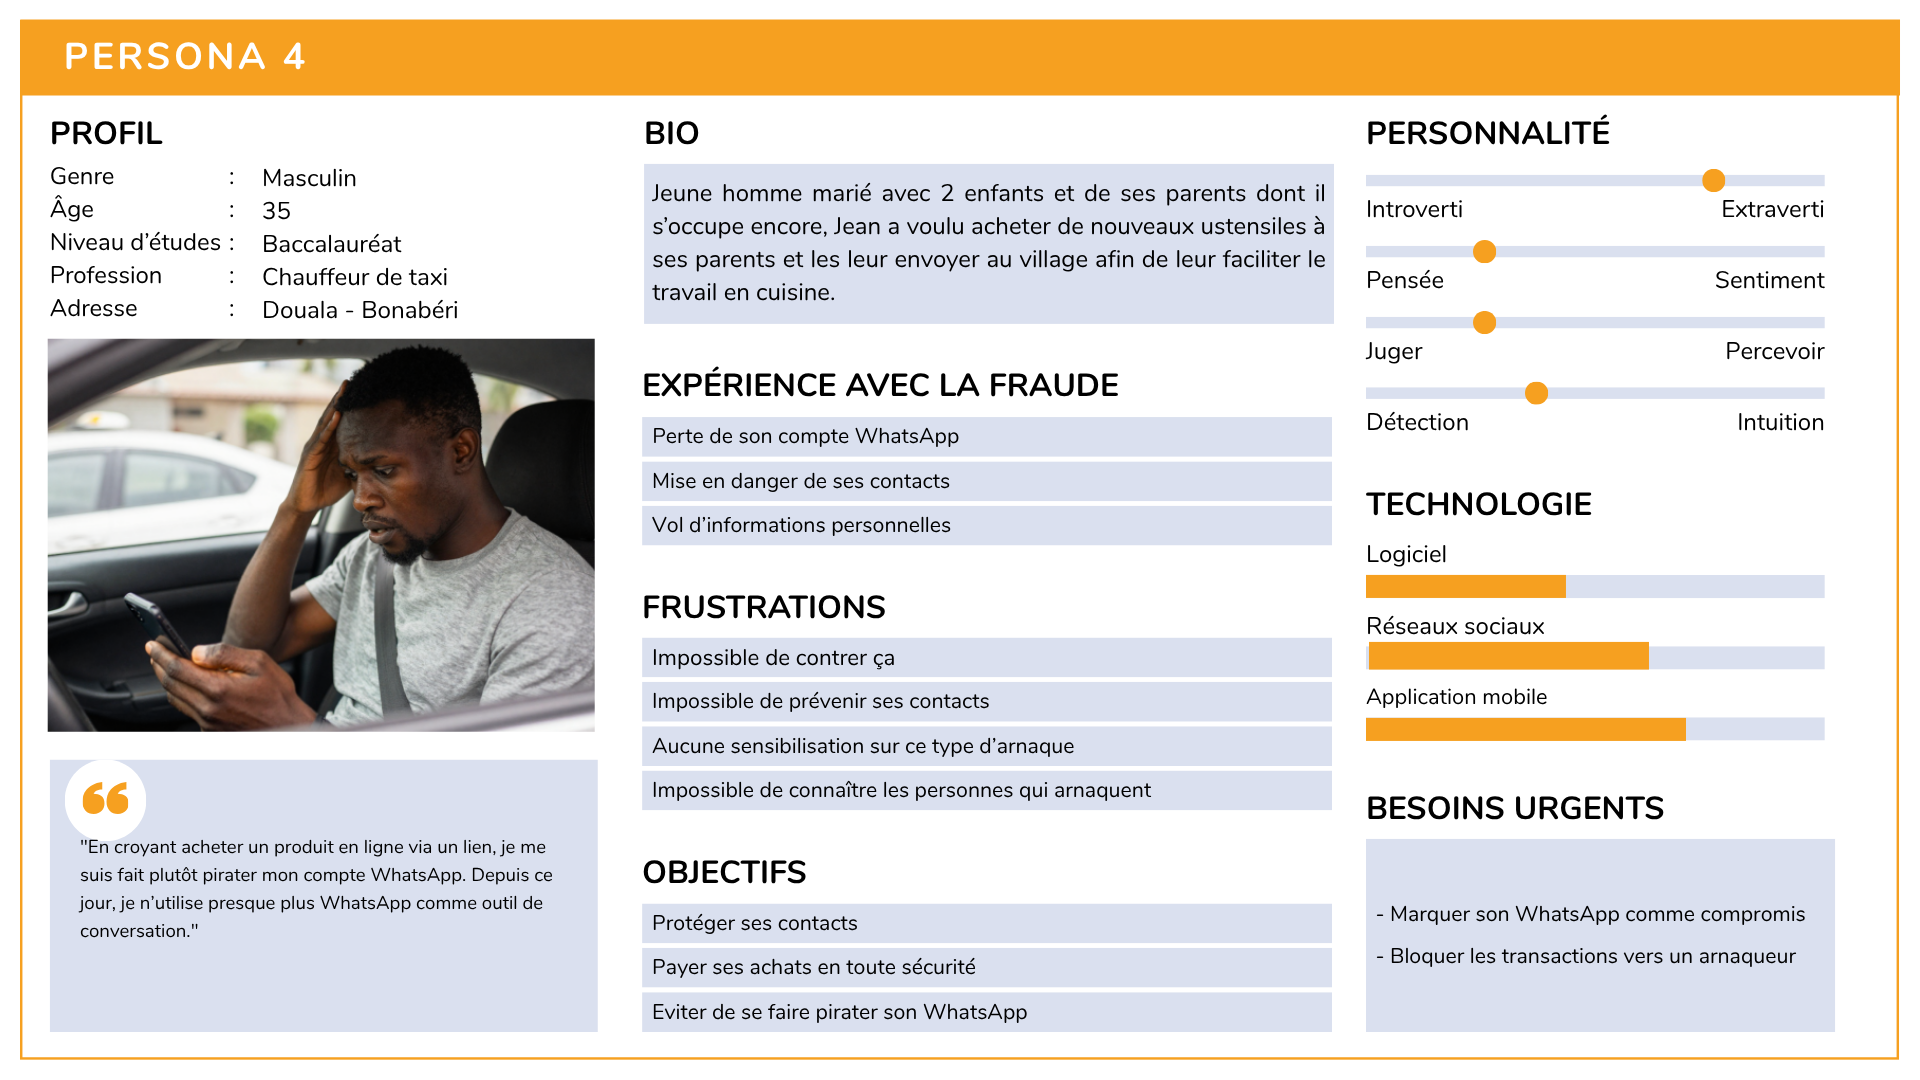 PERSONA 4
PROFIL
Genre : Masculin
Âge : 35
Niveau d’études : Baccalauréat
Profession : Chauffeur de taxi
Adresse : Douala - Bonabéri
"En croyant acheter un produit en ligne via un lien, je me
suis fait plutôt pirater mon compte WhatsApp. Depuis ce
jour, je n’utilise presque plus WhatsApp comme outil de
conversation."
BIO
Jeune homme marié avec 2 enfants et de ses parents dont il
s’occupe encore, Jean a voulu acheter de nouveaux ustensiles à
ses parents et les leur envoyer au village afin de leur faciliter le
travail en cuisine.
EXPÉRIENCE AVEC LA FRAUDE
Perte de son compte WhatsApp
Mise en danger de ses contacts
Vol d’informations personnelles
FRUSTRATIONS
Impossible de contrer ça
Impossible de prévenir ses contacts
Aucune sensibilisation sur ce type d’arnaque
Impossible de connaître les personnes qui arnaquent
OBJECTIFS
Protéger ses contacts
Payer ses achats en toute sécurité
Eviter de se faire pirater son WhatsApp
PERSONNALITÉ
Introverti Extraverti
Pensée Sentiment
Juger Percevoir
Détection Intuition
TECHNOLOGIE
Logiciel
Réseaux sociaux
Application mobile
BESOINS URGENTS
- Marquer son WhatsApp comme compromis
- Bloquer les transactions vers un arnaqueur